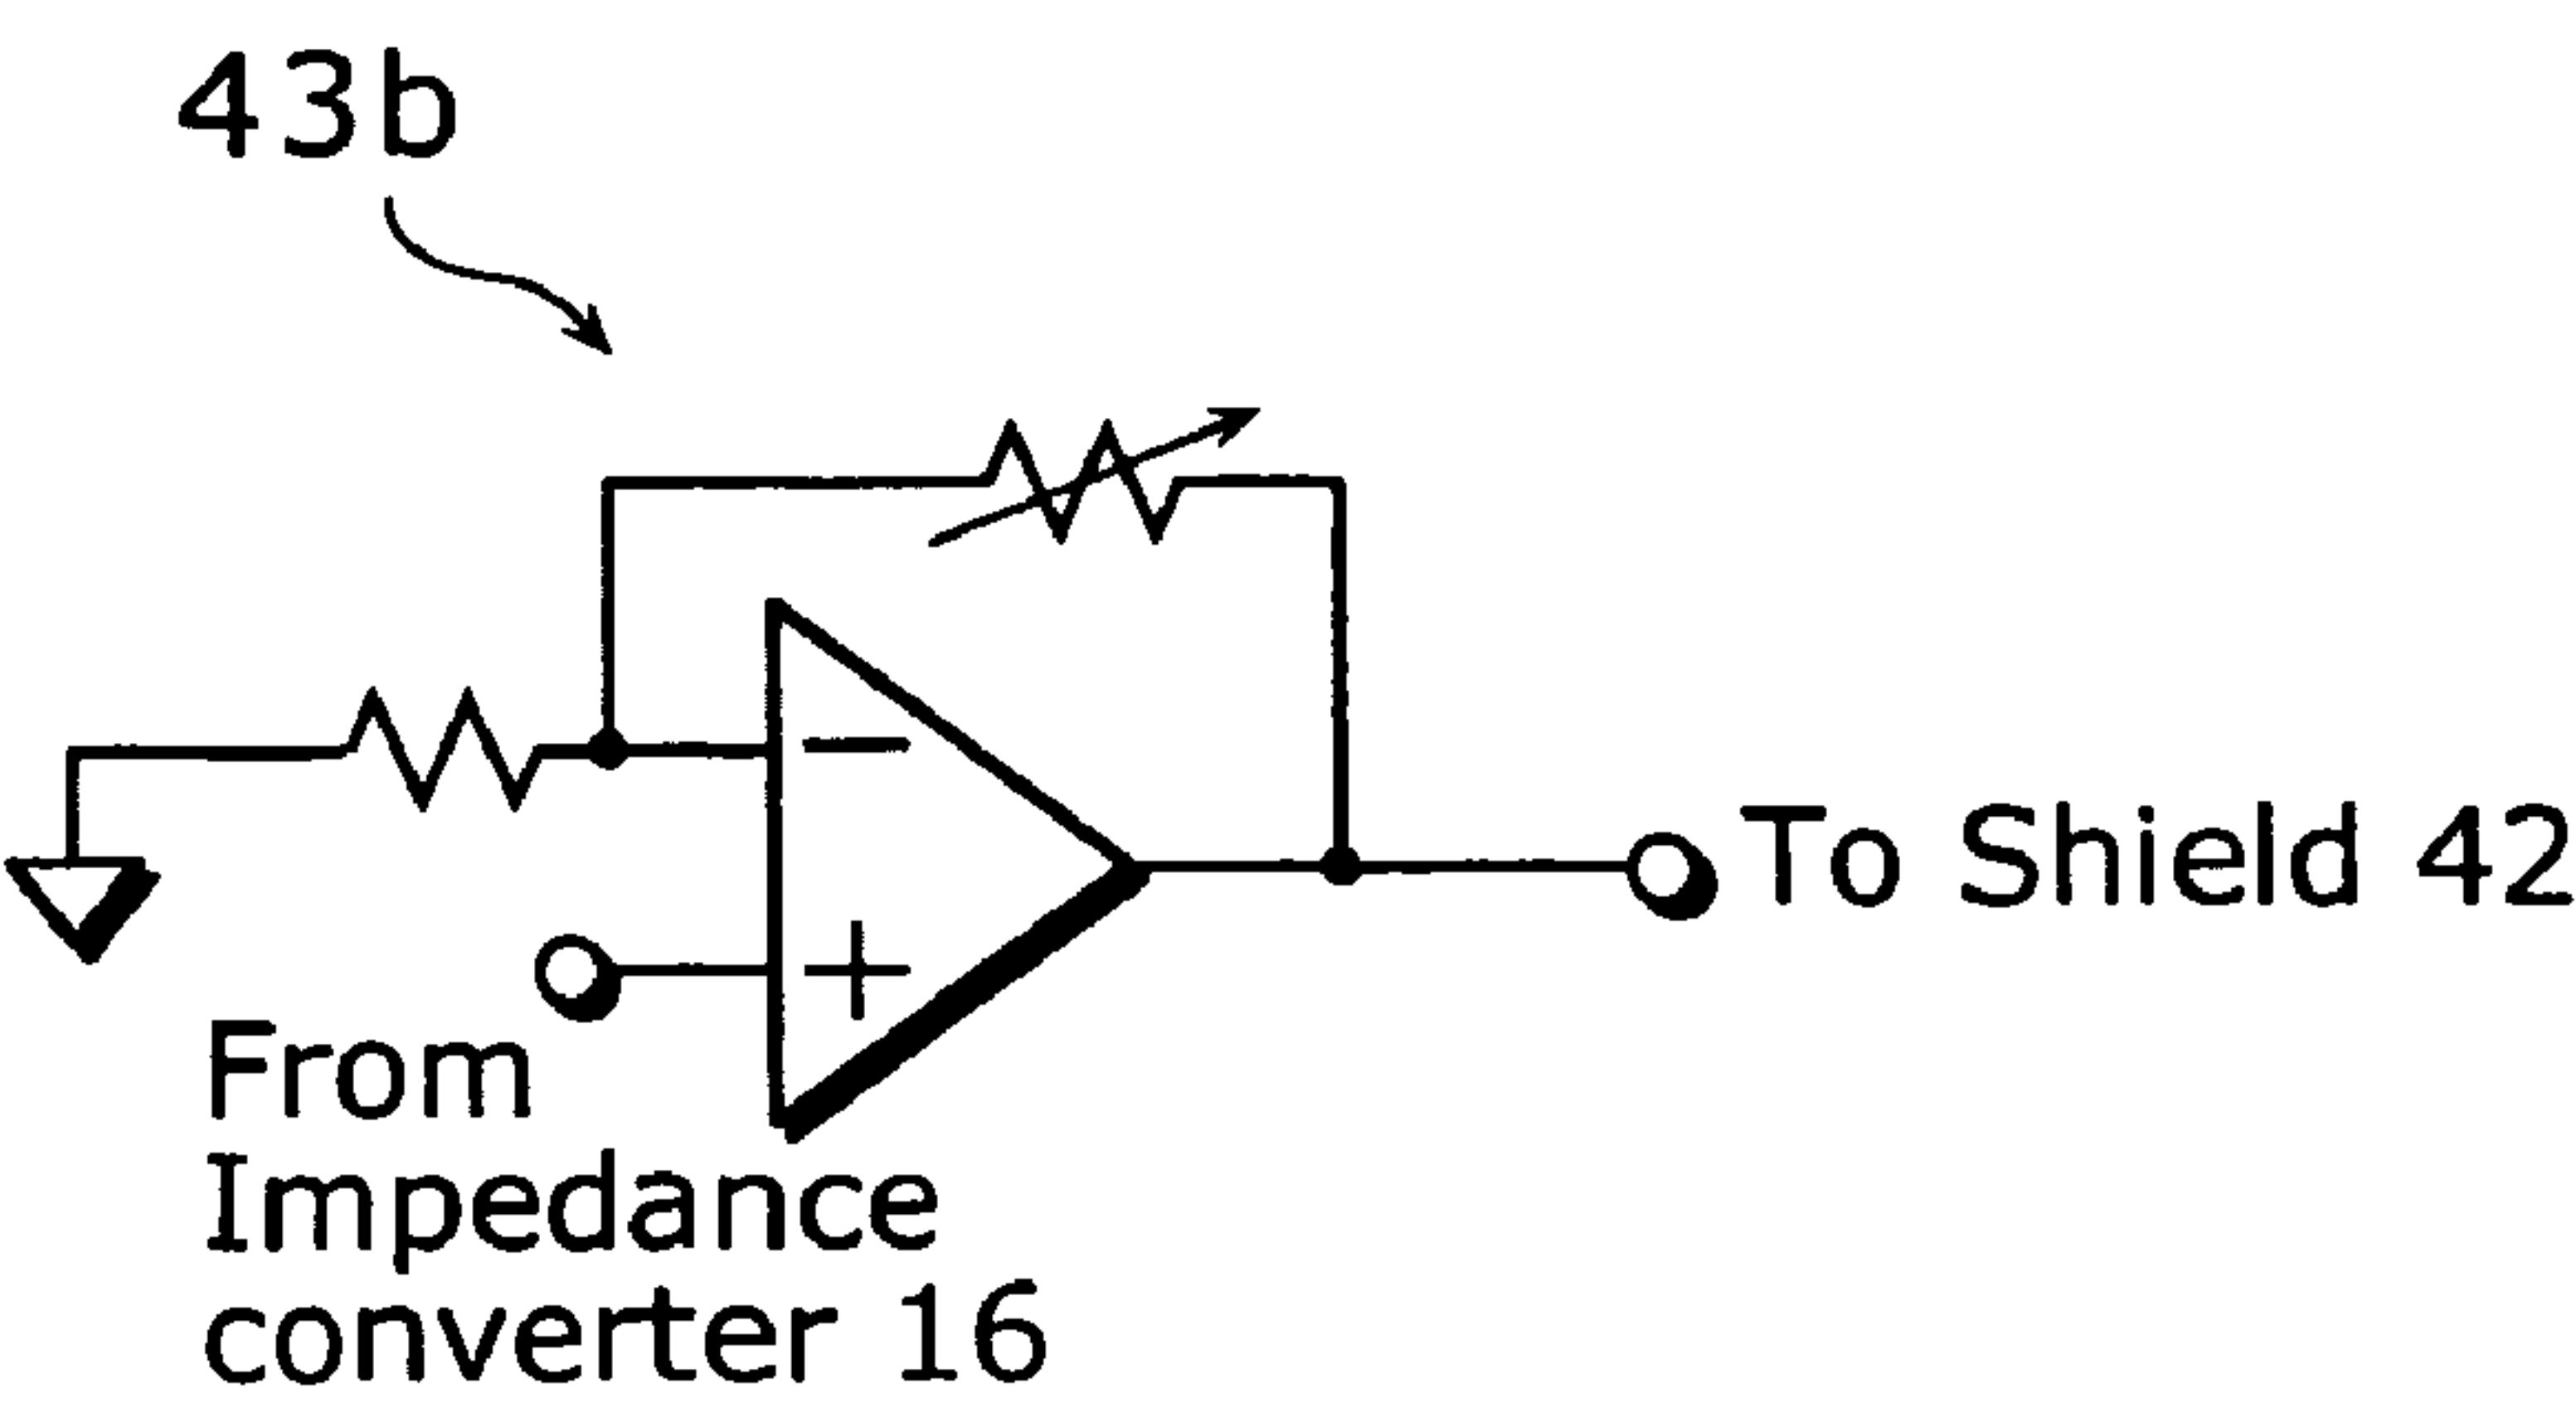 43b
−
+
To Shield 42
From
Impedance
converter 16